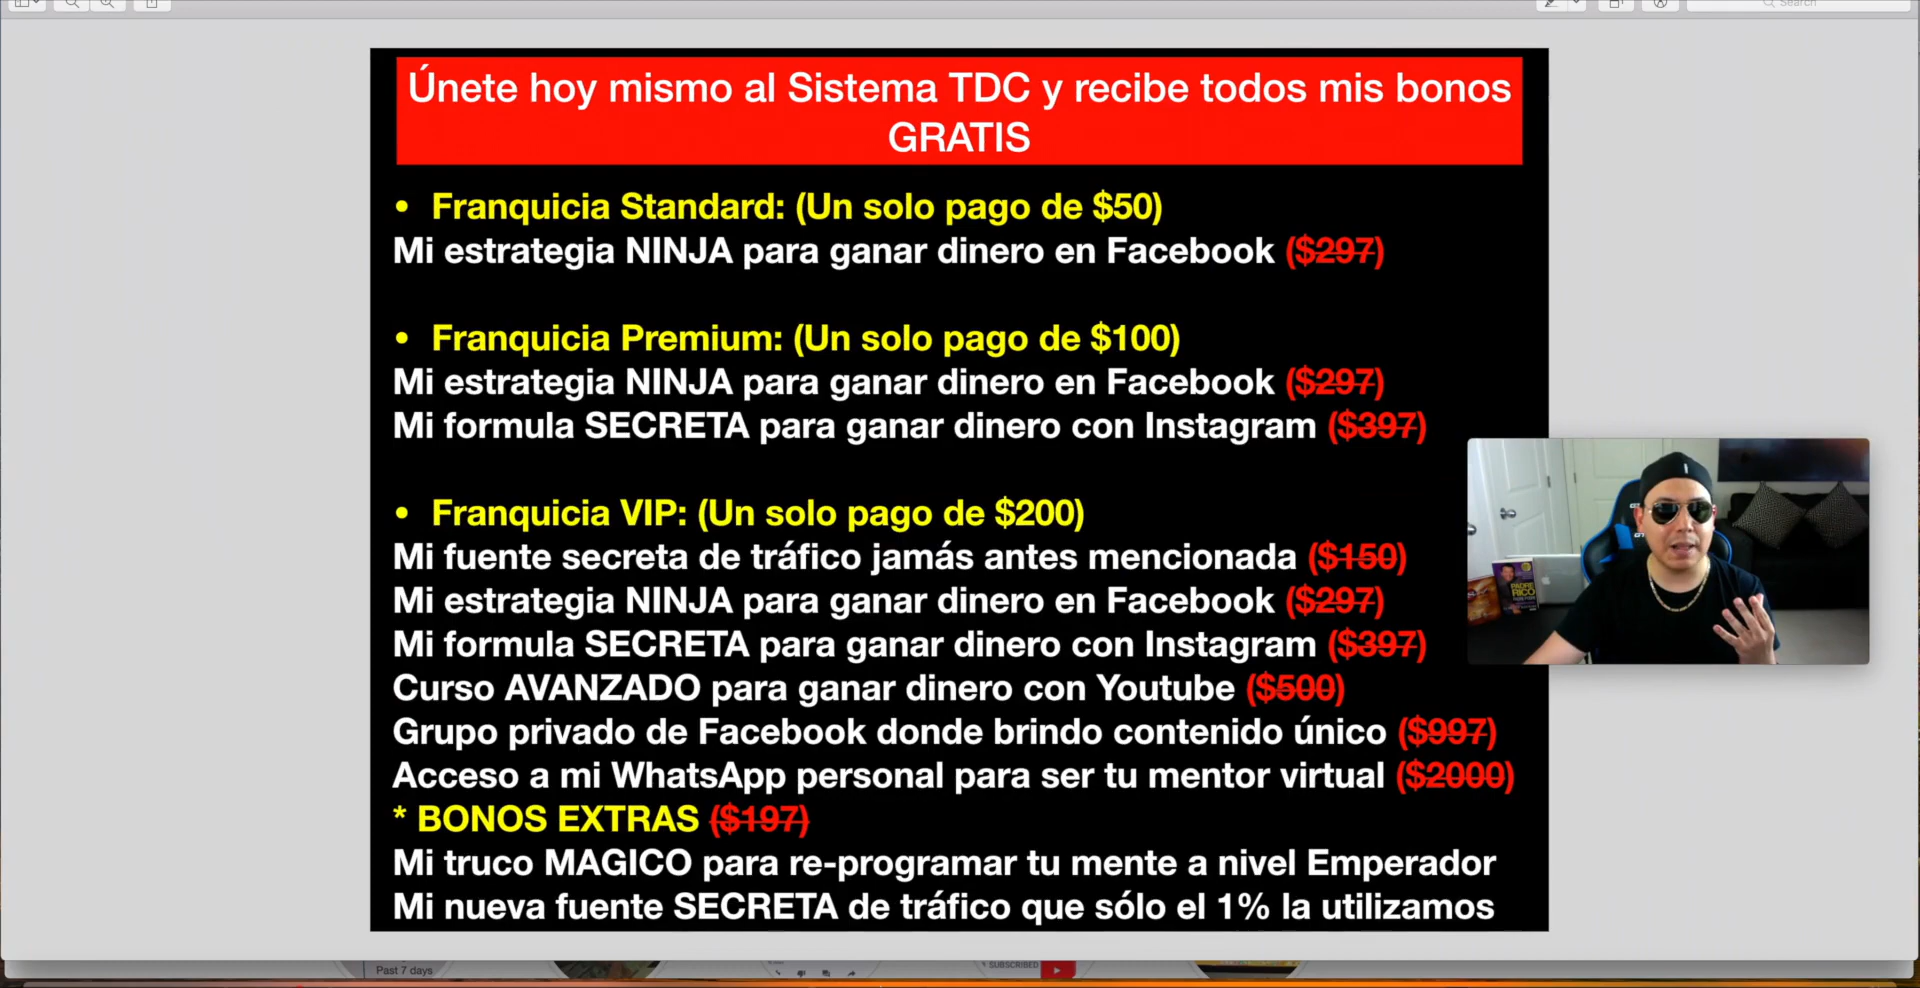 Search
Únete hoy mismo al Sistema TDC y recibe todos mis bonos
GRATIS
• Franquicia Standard: (Un solo pago de $50)
Mi estrategia NINJA para ganar dinero en Facebook ($297)
• Franquicia Premium: (Un solo pago de $100)
Mi estrategia NINJA para ganar dinero en Facebook ($297)
Mi formula SECRETA para ganar dinero con Instagram ($397)
• Franquicia VIP: (Un solo pago de $200)
Mi fuente secreta de tráfico jamás antes mencionada ($150)
Mi estrategia NINJA para ganar dinero en Facebook ($297)
Mi formula SECRETA para ganar dinero con Instagram ($397)
Curso AVANZADO para ganar dinero con Youtube ($500)
Grupo privado de Facebook donde brindo contenido único ($997)
Acceso a mi WhatsApp personal para ser tu mentor virtual ($2000)
* BONOS EXTRAS ($197)
Mi truco MAGICO para re-programar tu mente a nivel Emperador
Mi nueva fuente SECRETA de tráfico que sólo el 1% la utilizamos
PADRE
RICO
Past 7 days
SUBSCRIBED